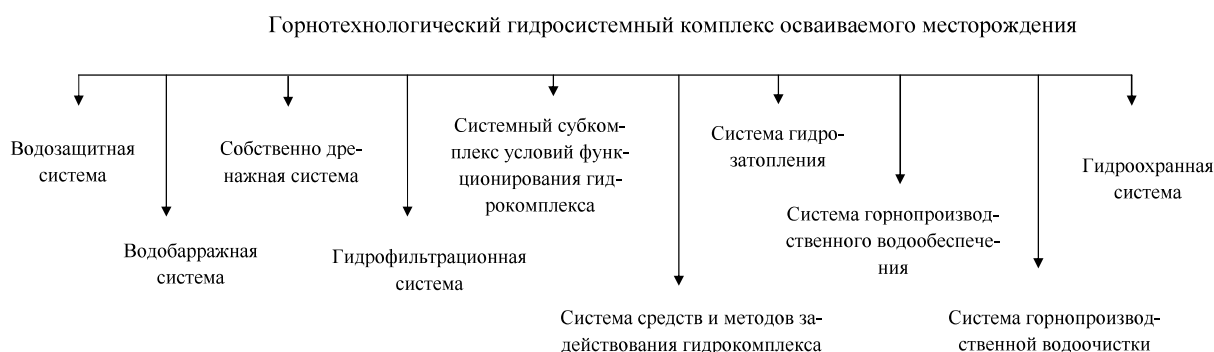 Горнотехнологический гидросистемный комплекс осваиваемого месторождения
Водозащитная
система
Водобарражная
система
Собственно дре-
нажная система
Гидрофильтрационная
система
Системный субком-
плекс условий функ-
ционирования гид-
рокомплекса
Система средств и методов за-
действования гидрокомплекса
Система гидро-
затопления
Система горнопроизвод-
ственного водообеспече-
ния
Система горнопроизвод-
ственной водоочистки
Гидроохранная
система